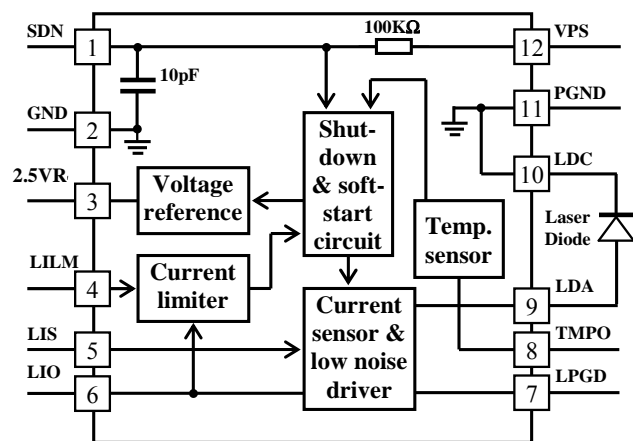 SDN
1
100KΩ
12
VPS
10pF
GND
2
11
PGND
Shut-
down
& soft-
start
circuit
10
LDC
2.5VR
3
Voltage
reference
Temp.
sensor
Laser
Diode
LILM
4
Current
limiter
9
LDA
Current
sensor &
low noise
driver
LIS
5
8
TMPO
LIO
6
7
LPGD